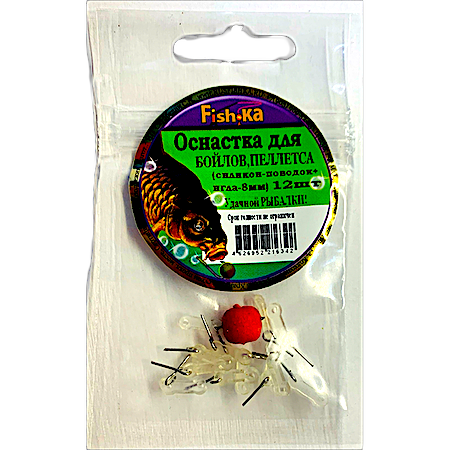 Fish-ka
Оснастка для
БОЙЛОВ,ПЕЛЛЕТСА
(силикон-поводок+
игла-8мм) 12шт
Удачной РЫБАЛКИ!
Срок годности не ограничен
4 626952 216342